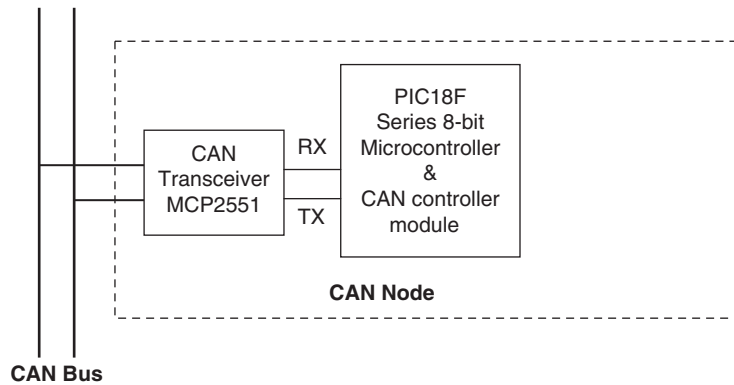 PIC18F
Series 8-bit
Microcontroller
&
CAN controller
module
CAN
Transceiver
MCP2551
RX
TX
CAN Node
CAN Bus